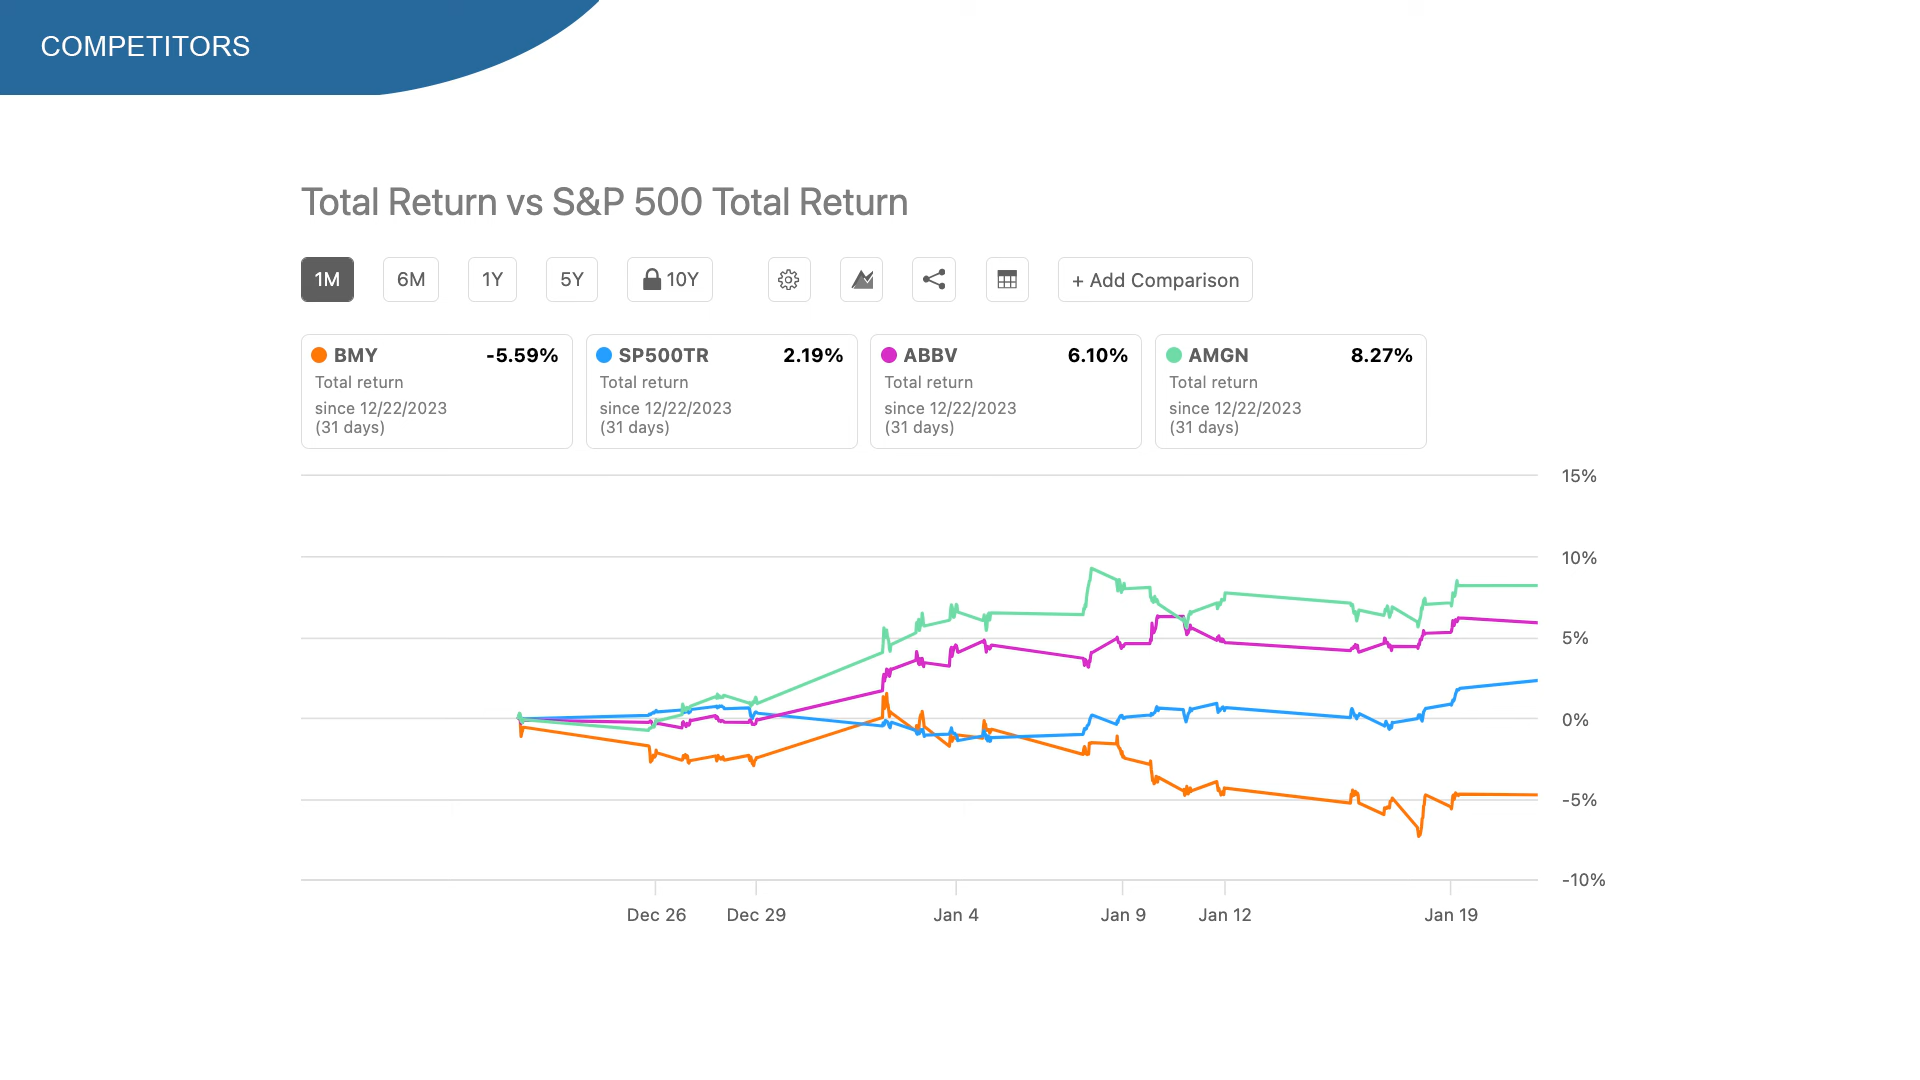 COMPETITORS
Total Return vs S&P 500 Total Return
1M 6M 1Y 5Y 10Y + Add Comparison
BMY -5.59% SP500TR 2.19% ABBV 6.10% AMGN 8.27%
Total return Total return Total return Total return
since 12/22/2023 since 12/22/2023 since 12/22/2023 since 12/22/2023
(31 days) (31 days) (31 days) (31 days)
15%
10%
5%
0%
-5%
-10%
Dec 26 Dec 29 Jan 4 Jan 9 Jan 12 Jan 19